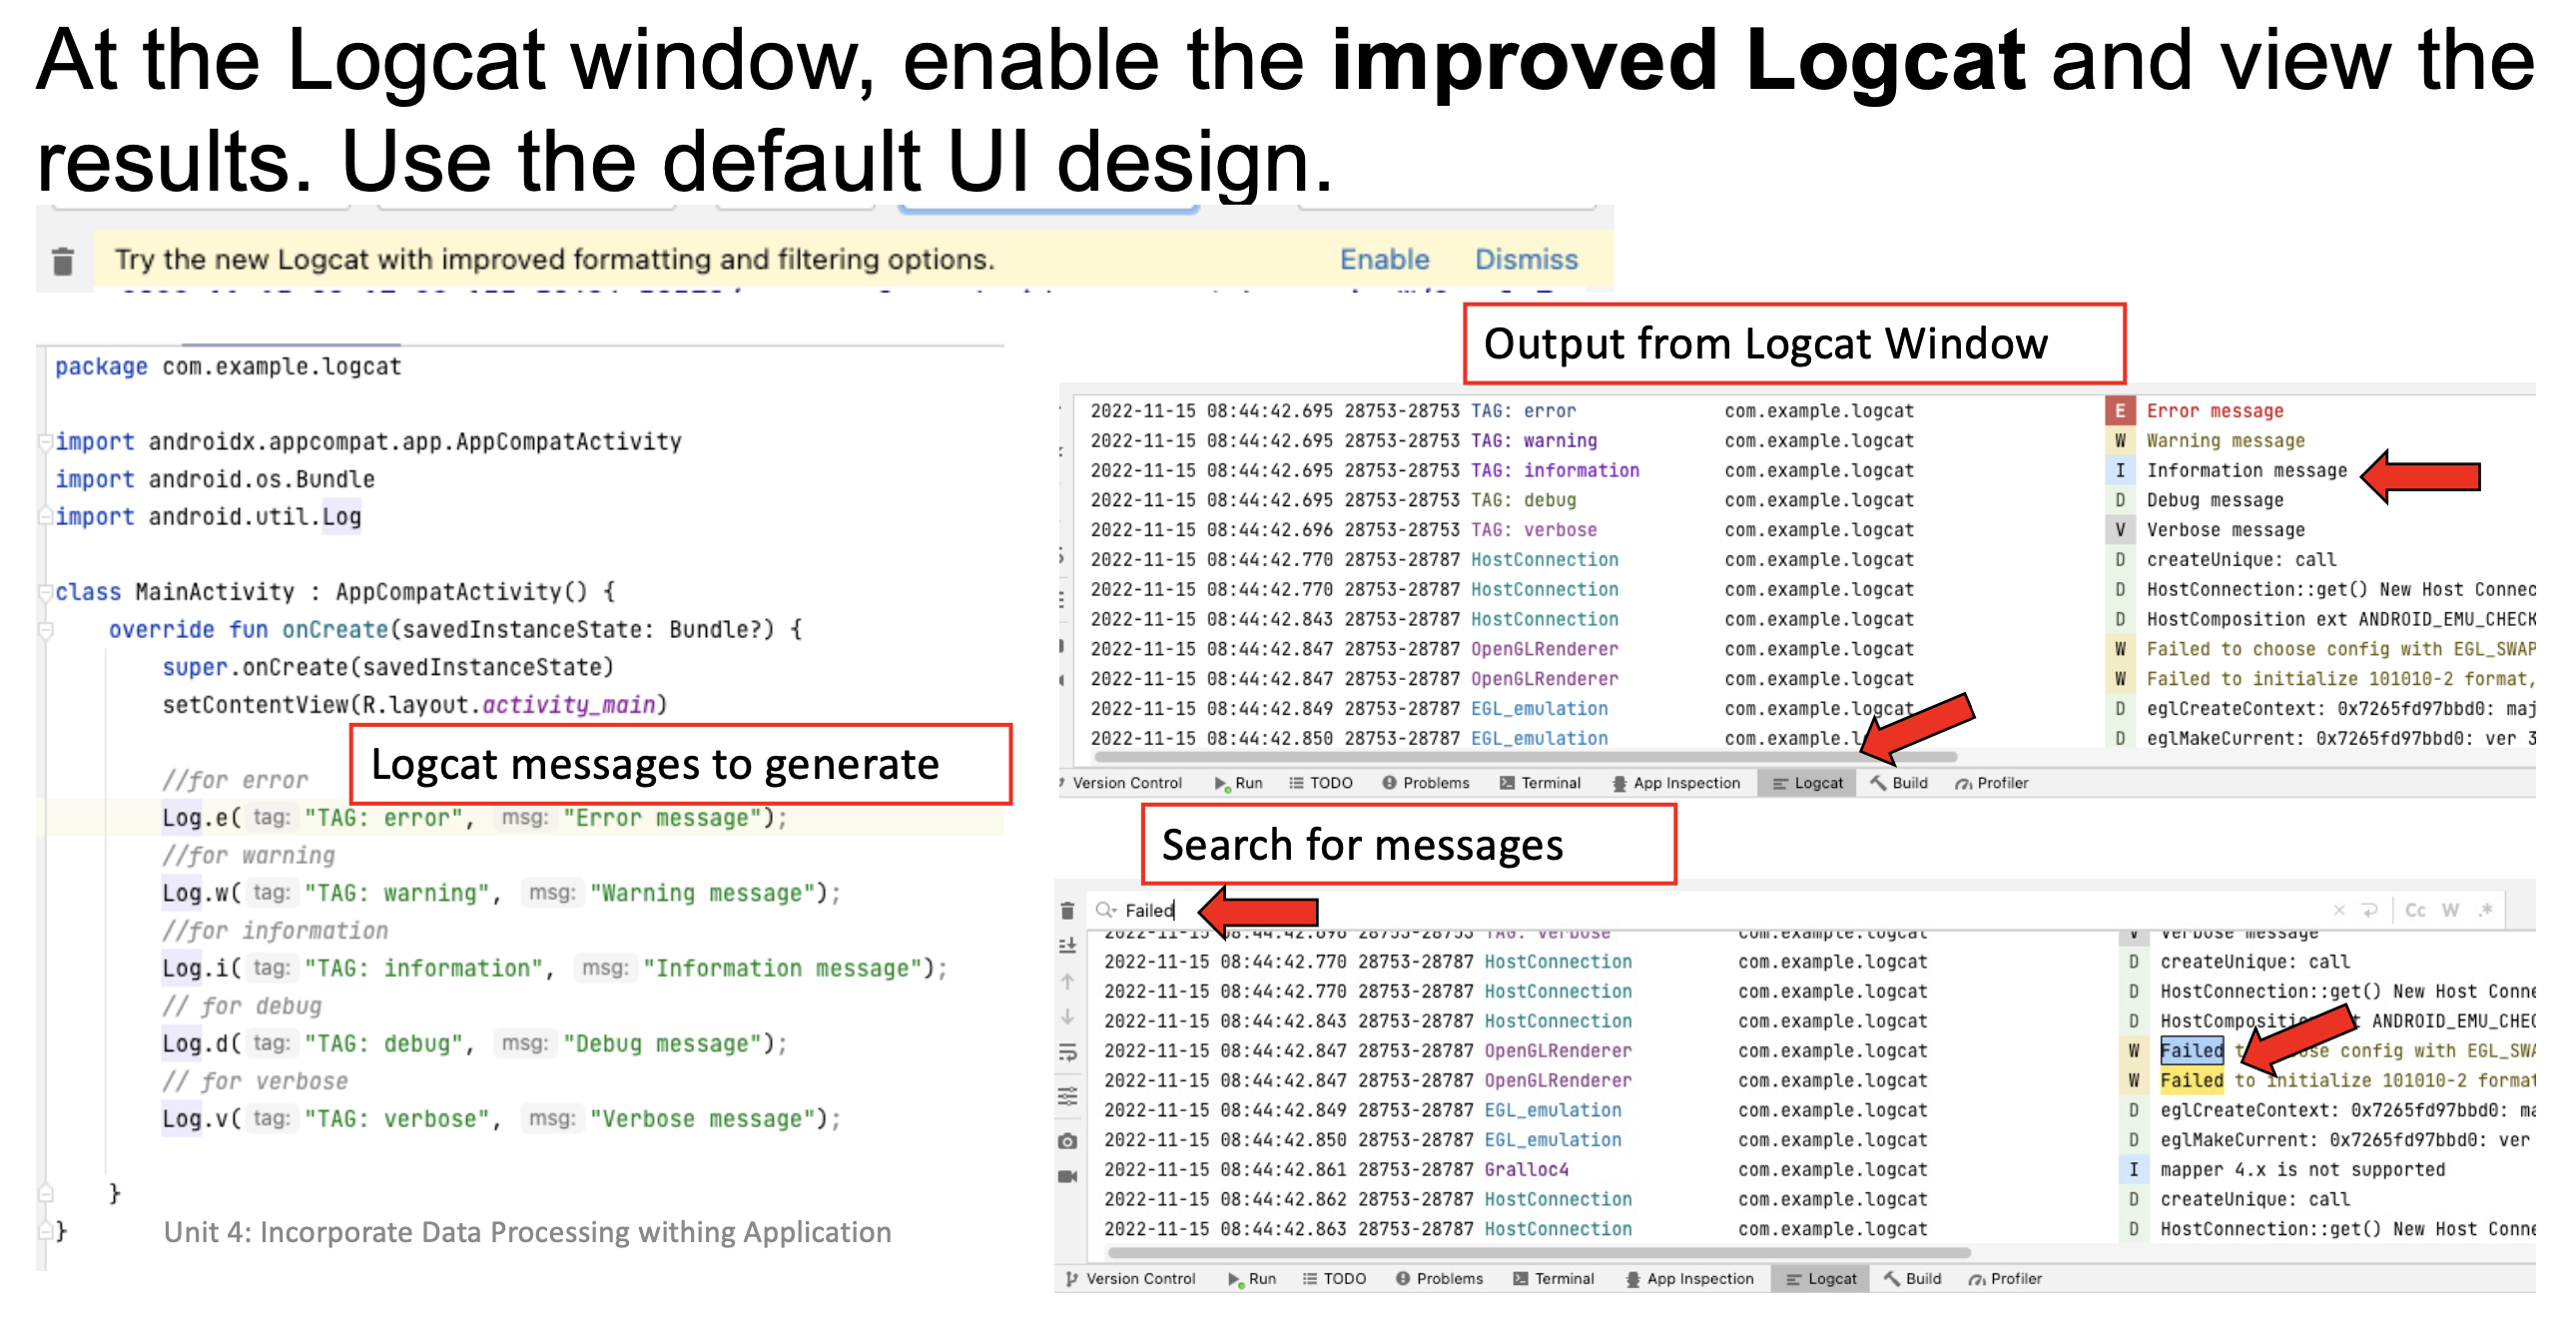 At the Logcat window, enable the improved Logcat and view the
results. Use the default UI design.
Try the new Logcat with improved formatting and filtering options. Enable Dismiss
package com.example.logcat
import androidx.appcompat.app.AppCompatActivity
import android.os.Bundle
import android.util.Log
class MainActivity : AppCompatActivity() {
override fun onCreate(savedInstanceState: Bundle?) {
super.onCreate(savedInstanceState)
setContentView(R.layout.activity_main)
Logcat messages to generate
//for error
Log.e( tag: "TAG: error", msg: "Error message");
//for warning
Log.w( tag: "TAG: warning", msg: "Warning message");
//for information
Log.i( tag: "TAG: information", msg: "Information message");
// for debug
Log.d( tag: "TAG: debug", msg: "Debug message");
// for verbose
Log.v( tag: "TAG: verbose", msg: "Verbose message");
}
}
Unit 4: Incorporate Data Processing withing Application
Output from Logcat Window
2022-11-15 08:44:42.695 28753-28753 TAG: error com.example.logcat E Error message
2022-11-15 08:44:42.695 28753-28753 TAG: warning com.example.logcat W Warning message
2022-11-15 08:44:42.695 28753-28753 TAG: information com.example.logcat I Information message
2022-11-15 08:44:42.695 28753-28753 TAG: debug com.example.logcat D Debug message
2022-11-15 08:44:42.696 28753-28753 TAG: verbose com.example.logcat V Verbose message
2022-11-15 08:44:42.770 28753-28787 HostConnection com.example.logcat D createUnique: call
2022-11-15 08:44:42.770 28753-28787 HostConnection com.example.logcat D HostConnection::get() New Host Connec
2022-11-15 08:44:42.843 28753-28787 HostConnection com.example.logcat D HostComposition ext ANDROID_EMU_CHECK
2022-11-15 08:44:42.847 28753-28787 OpenGLRenderer com.example.logcat W Failed to choose config with EGL_SWAP
2022-11-15 08:44:42.847 28753-28787 OpenGLRenderer com.example.logcat W Failed to initialize 101010-2 format,
2022-11-15 08:44:42.849 28753-28787 EGL_emulation com.example.logcat D eglCreateContext: 0x7265fd97bbd0: maj
2022-11-15 08:44:42.850 28753-28787 EGL_emulation com.example.l D eglMakeCurrent: 0x7265fd97bbd0: ver 3
Version Control Run TODO Problems Terminal App Inspection Logcat Build Profiler
Search for messages
Failed Cc W .*
2022-11-15 08:44:42.696 28753-28753 TAG: verbose com.example.logcat V Verbose message
2022-11-15 08:44:42.770 28753-28787 HostConnection com.example.logcat D createUnique: call
2022-11-15 08:44:42.770 28753-28787 HostConnection com.example.logcat D HostConnection::get() New Host Conne
2022-11-15 08:44:42.843 28753-28787 HostConnection com.example.logcat D HostCompositi t ANDROID_EMU_CHEC
2022-11-15 08:44:42.847 28753-28787 OpenGLRenderer com.example.logcat W Failed t ose config with EGL_SWA
2022-11-15 08:44:42.847 28753-28787 OpenGLRenderer com.example.logcat W Failed to initialize 101010-2 format
2022-11-15 08:44:42.849 28753-28787 EGL_emulation com.example.logcat D eglCreateContext: 0x7265fd97bbd0: ma
2022-11-15 08:44:42.850 28753-28787 EGL_emulation com.example.logcat D eglMakeCurrent: 0x7265fd97bbd0: ver
2022-11-15 08:44:42.861 28753-28787 Gralloc4 com.example.logcat I mapper 4.x is not supported
2022-11-15 08:44:42.862 28753-28787 HostConnection com.example.logcat D createUnique: call
2022-11-15 08:44:42.863 28753-28787 HostConnection com.example.logcat D HostConnection::get() New Host Conne
Version Control Run TODO Problems Terminal App Inspection Logcat Build Profiler